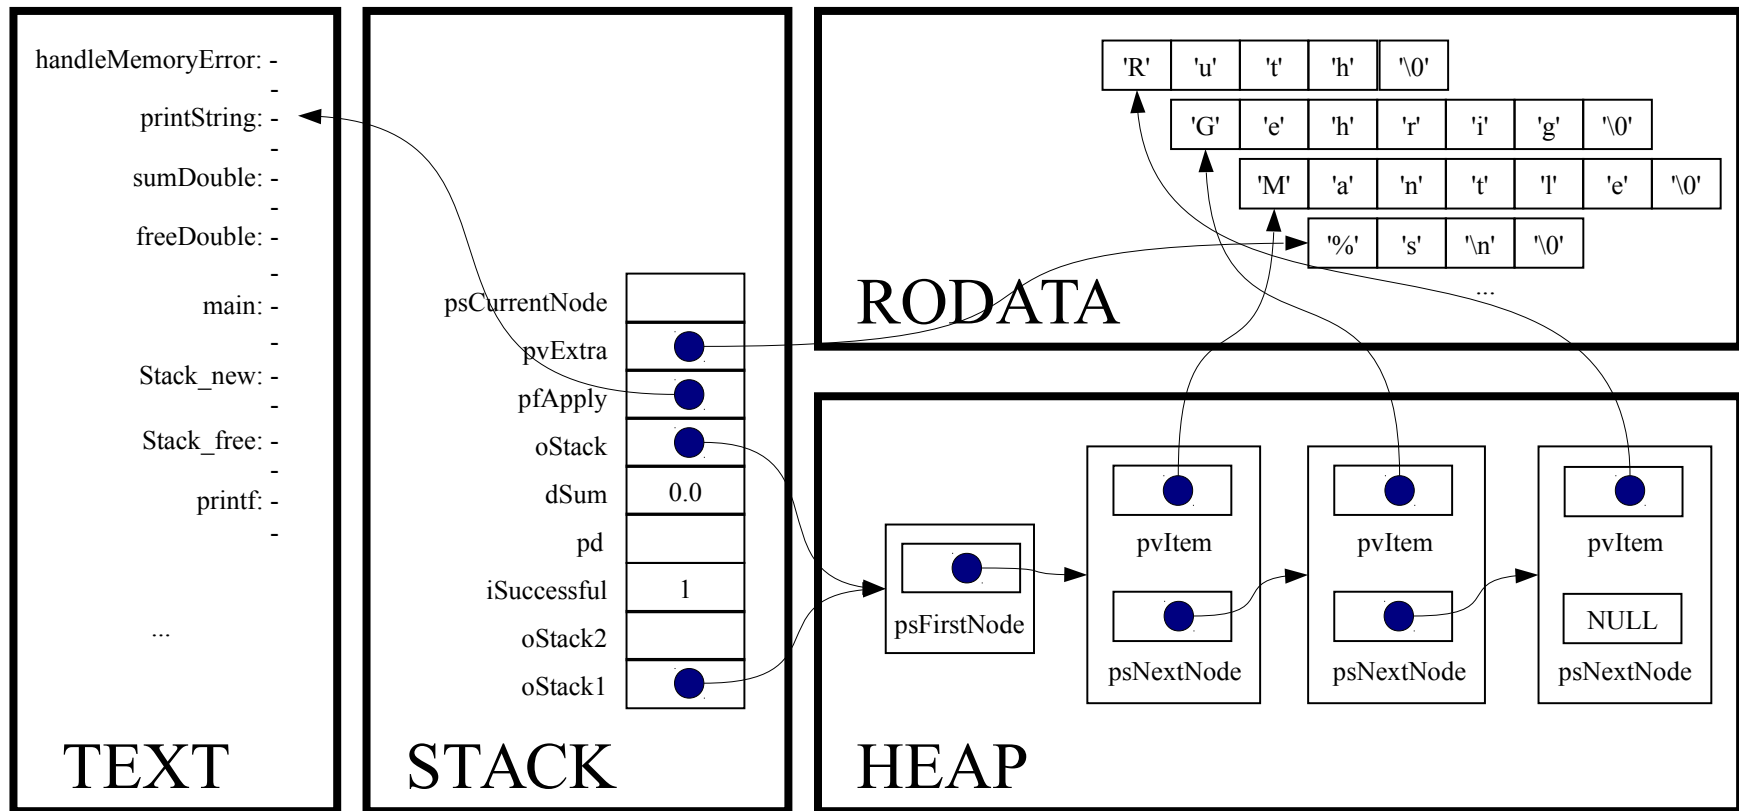 handleMemoryError: -
-
printString: -
-
sumDouble: -
-
freeDouble: -
-
main: -
-
Stack_new: -
-
Stack_free: -
-
printf: -
-
...
TEXT
psCurrentNode
pvExtra
pfApply
oStack
dSum 0.0
pd
iSuccessful 1
oStack2
oStack1
STACK
'R' 'u' 't' 'h' '\0'
'G' 'e' 'h' 'r' 'i' 'g' '\0'
'M' 'a' 'n' 't' 'l' 'e' '\0'
'%' 's' '\n' '\0'
...
RODATA
psFirstNode
pvItem
psNextNode
pvItem
psNextNode
pvItem
NULL
psNextNode
HEAP